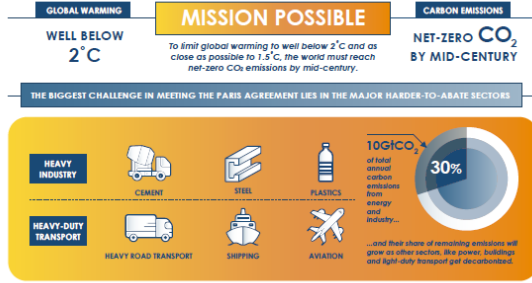 GLOBAL WARMING
WELL BELOW
2˚C
MISSION POSSIBLE
To limit global warming to well below 2˚C and as
close as possible to 1.5˚C, the world must reach
net-zero CO₂ emissions by mid-century.
CARBON EMISSIONS
NET-ZERO CO₂
BY MID-CENTURY
THE BIGGEST CHALLENGE IN MEETING THE PARIS AGREEMENT LIES IN THE MAJOR HARDER-TO-ABATE SECTORS
HEAVY
INDUSTRY
CEMENT
STEEL
PLASTICS
HEAVY-DUTY
TRANSPORT
HEAVY ROAD TRANSPORT
SHIPPING
AVIATION
10GtCO₂
of total
annual
carbon
emissions
from
energy
and
industry...
30%
...and their share of remaining emissions will
grow as other sectors, like power, buildings
and light-duty transport get decarbonized.